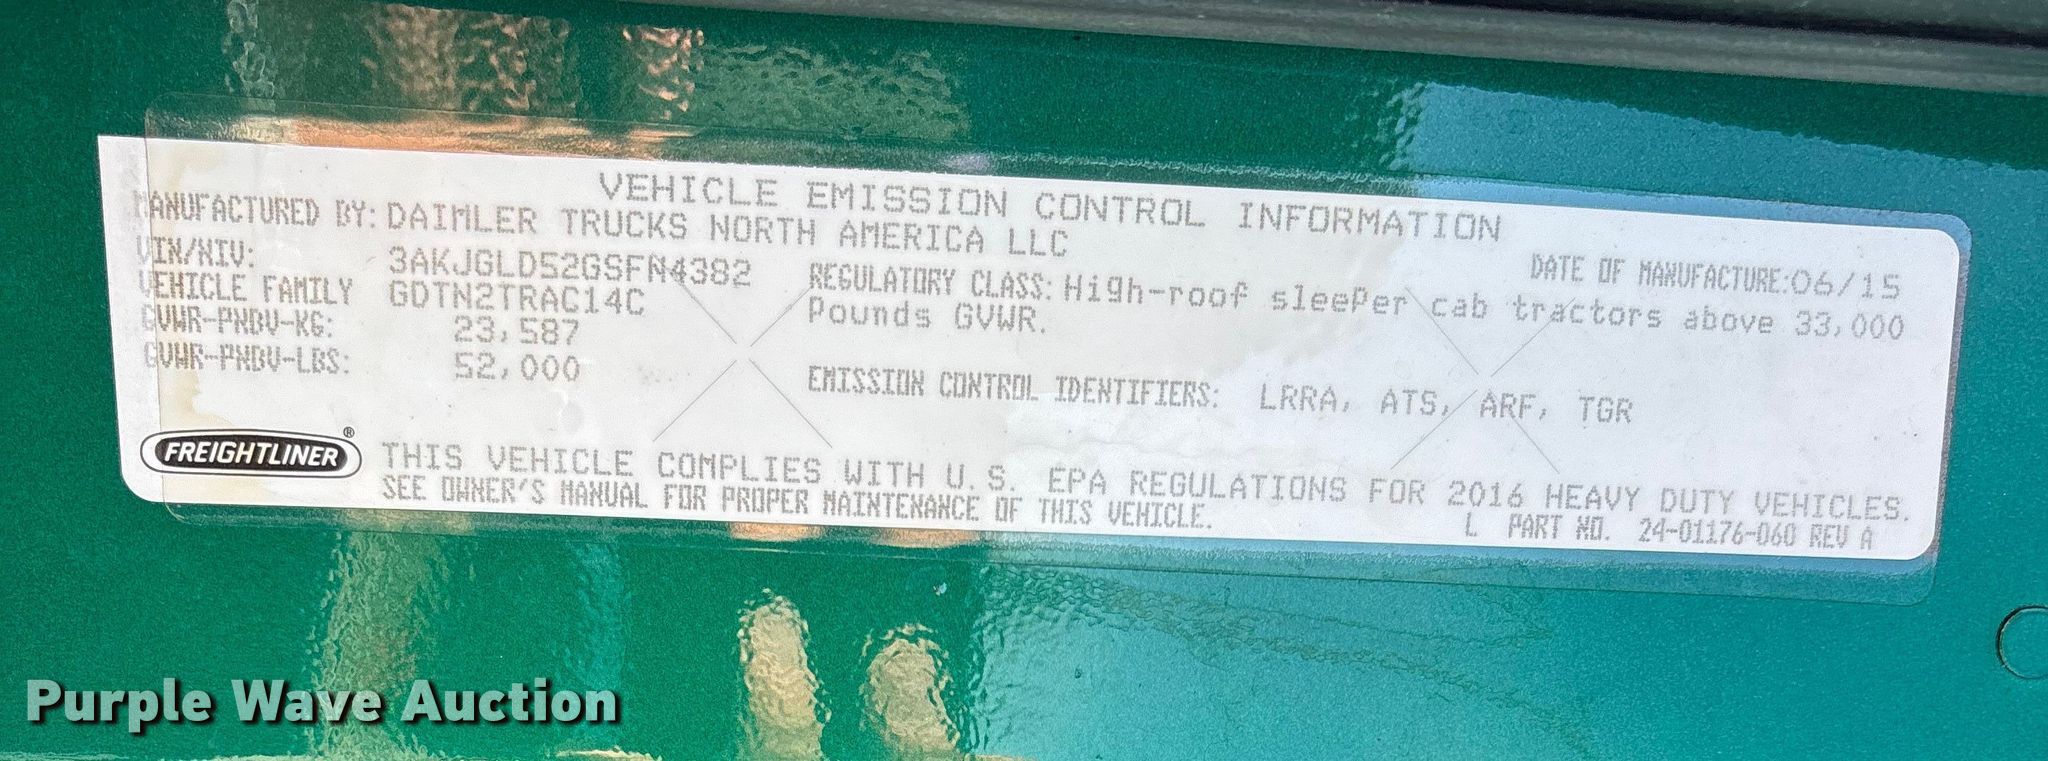 VEHICLE EMISSION CONTROL INFORMATION
MANUFACTURED BY: DAIMLER TRUCKS NORTH AMERICA LLC
VIN/NIV: 3AKJGLD52GSFN4382
VEHICLE FAMILY GDTN2TRAC14C
GVWR-PNBV-KG: 23,587
GVWR-PNBV-LBS: 52,000
DATE OF MANUFACTURE: 06/15
REGULATORY CLASS: High-roof sleeper cab tractors above 33,000
Pounds GVWR.
EMISSION CONTROL IDENTIFIERS: LRRA, ATS, ARF, TGR
FREIGHTLINER®
THIS VEHICLE COMPLIES WITH U.S. EPA REGULATIONS FOR 2016 HEAVY DUTY VEHICLES.
SEE OWNER'S MANUAL FOR PROPER MAINTENANCE OF THIS VEHICLE.
L PART NO. 24-01176-060 REV A
Purple Wave Auction